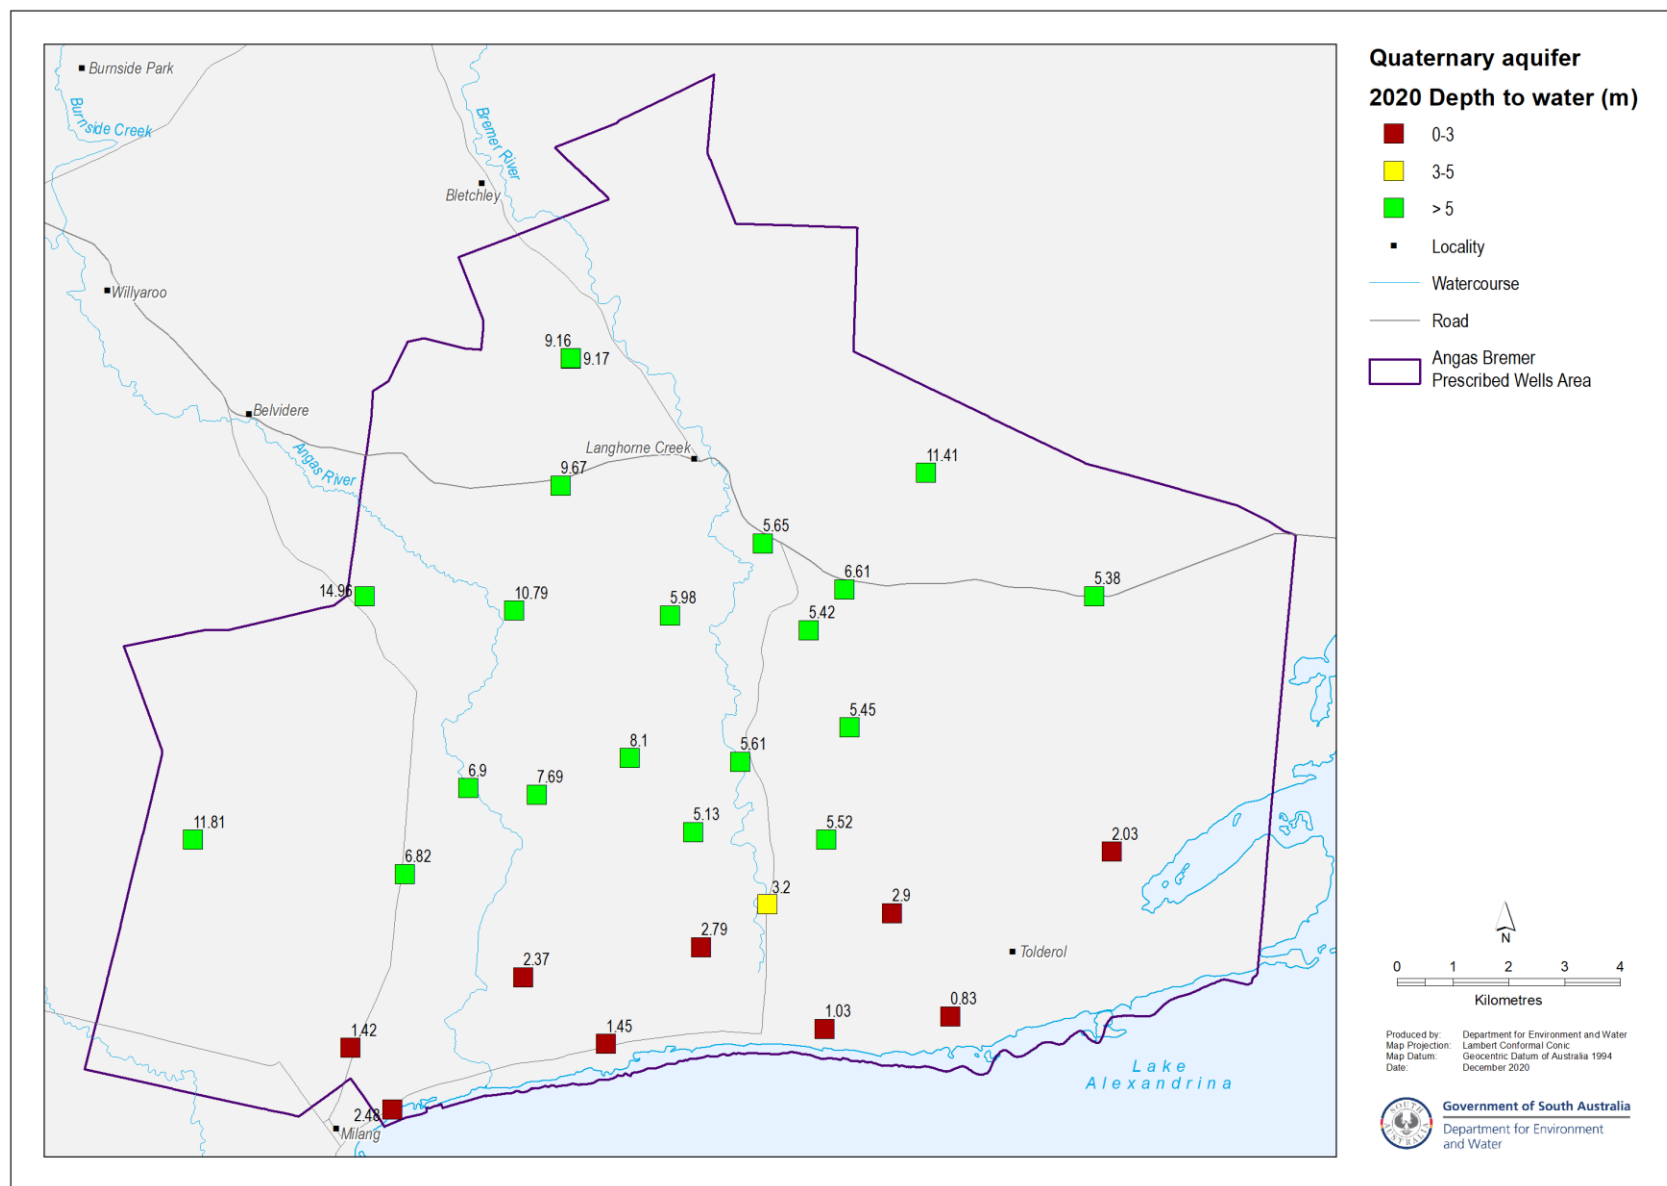 Quaternary aquifer
2020 Depth to water (m)
0-3
3-5
> 5
Locality
Watercourse
Road
Angas Bremer
Prescribed Wells Area
Burnside Park
Burnside Creek
Bremer River
Bletchley
Willyaroo
9.16
9.17
Belvidere
Angas River
Langhorne Creek
9.67
11.41
5.65
14.96
10.79
5.98
6.61
5.42
5.38
5.45
8.1
5.61
6.9
7.69
11.81
5.13
5.52
2.03
6.82
3.2
2.9
2.79
Tolderol
2.37
1.03
0.83
1.42
1.45
Lake
Alexandrina
2.48
Milang
N
0 1 2 3 4
Kilometres
Produced by: Department for Environment and Water
Map Projection: Lambert Conformal Conic
Map Datum: Geocentric Datum of Australia 1994
Date: December 2020
SOUTH AUSTRALIA
Government of South Australia
Department for Environment
and Water